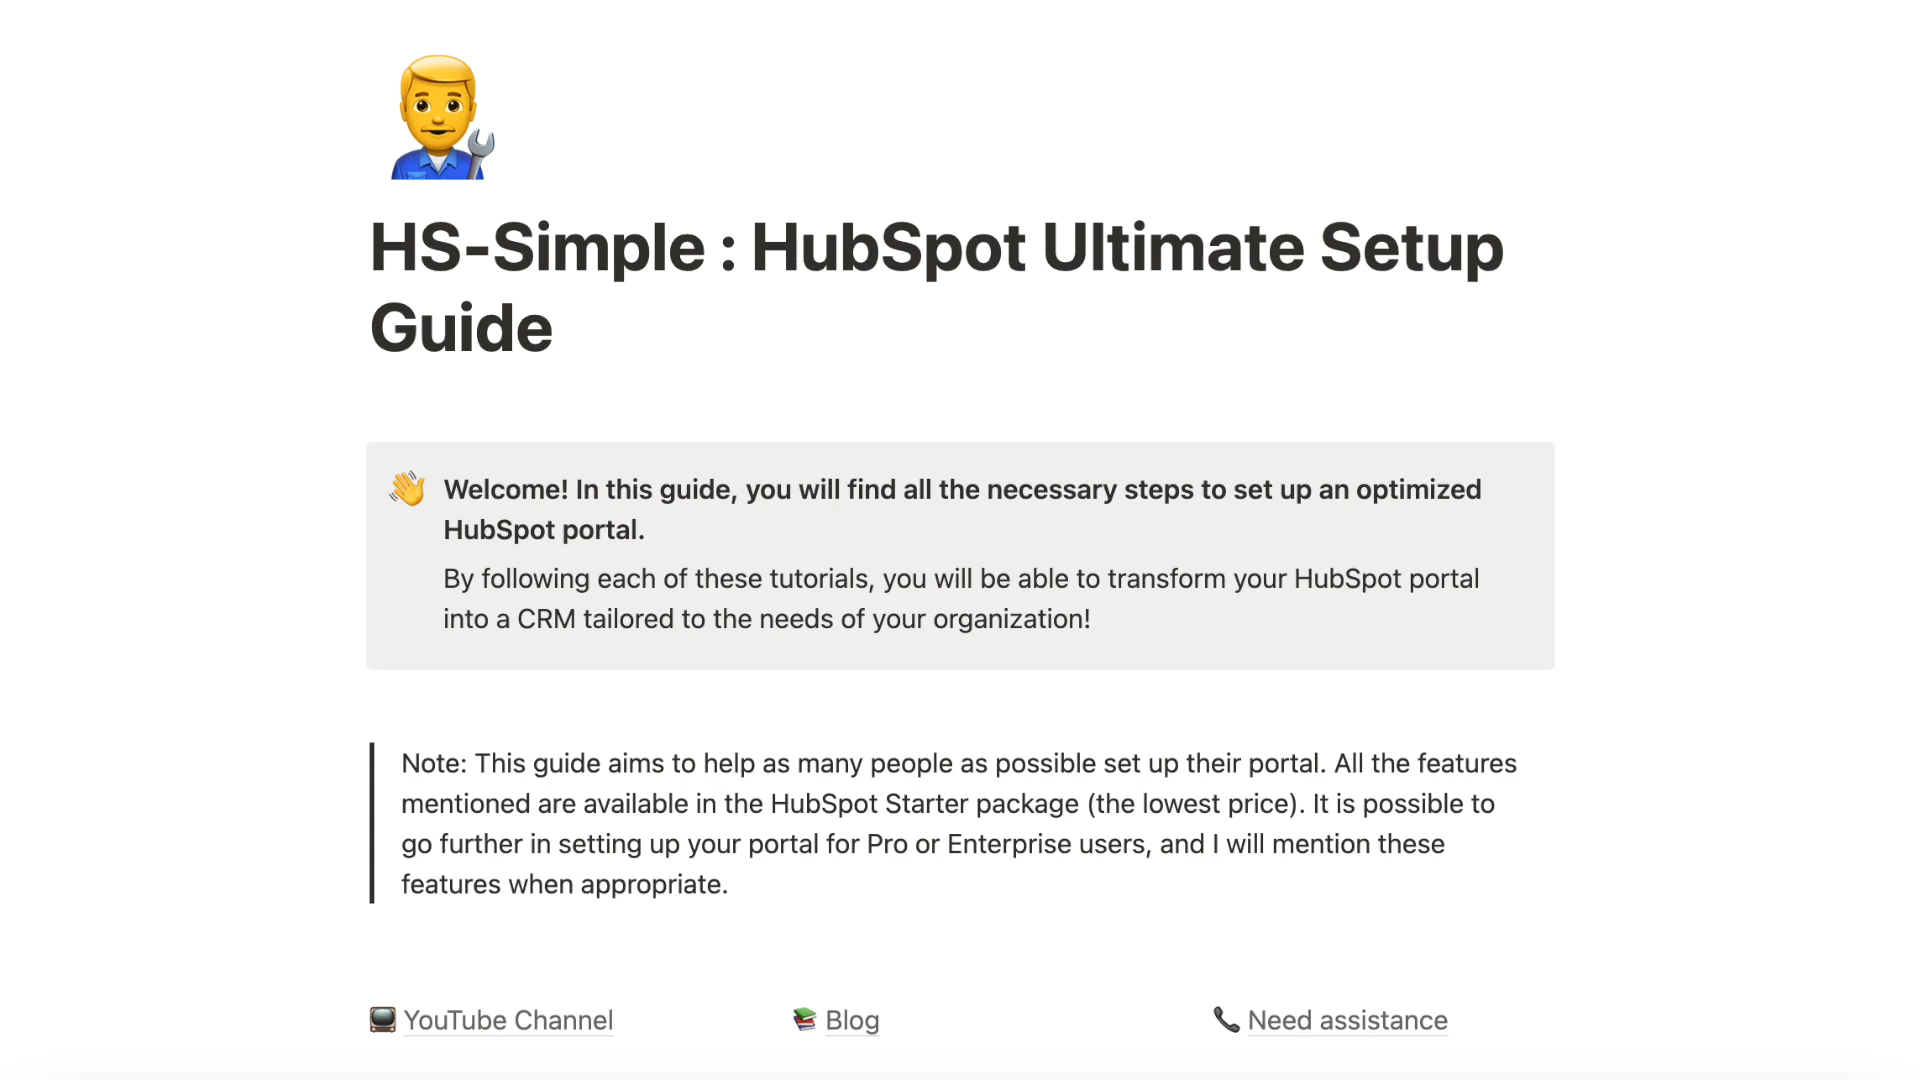 HS-Simple : HubSpot Ultimate Setup
Guide
Welcome! In this guide, you will find all the necessary steps to set up an optimized
HubSpot portal.
By following each of these tutorials, you will be able to transform your HubSpot portal
into a CRM tailored to the needs of your organization!
Note: This guide aims to help as many people as possible set up their portal. All the features
mentioned are available in the HubSpot Starter package (the lowest price). It is possible to
go further in setting up your portal for Pro or Enterprise users, and I will mention these
features when appropriate.
YouTube Channel
Blog
Need assistance